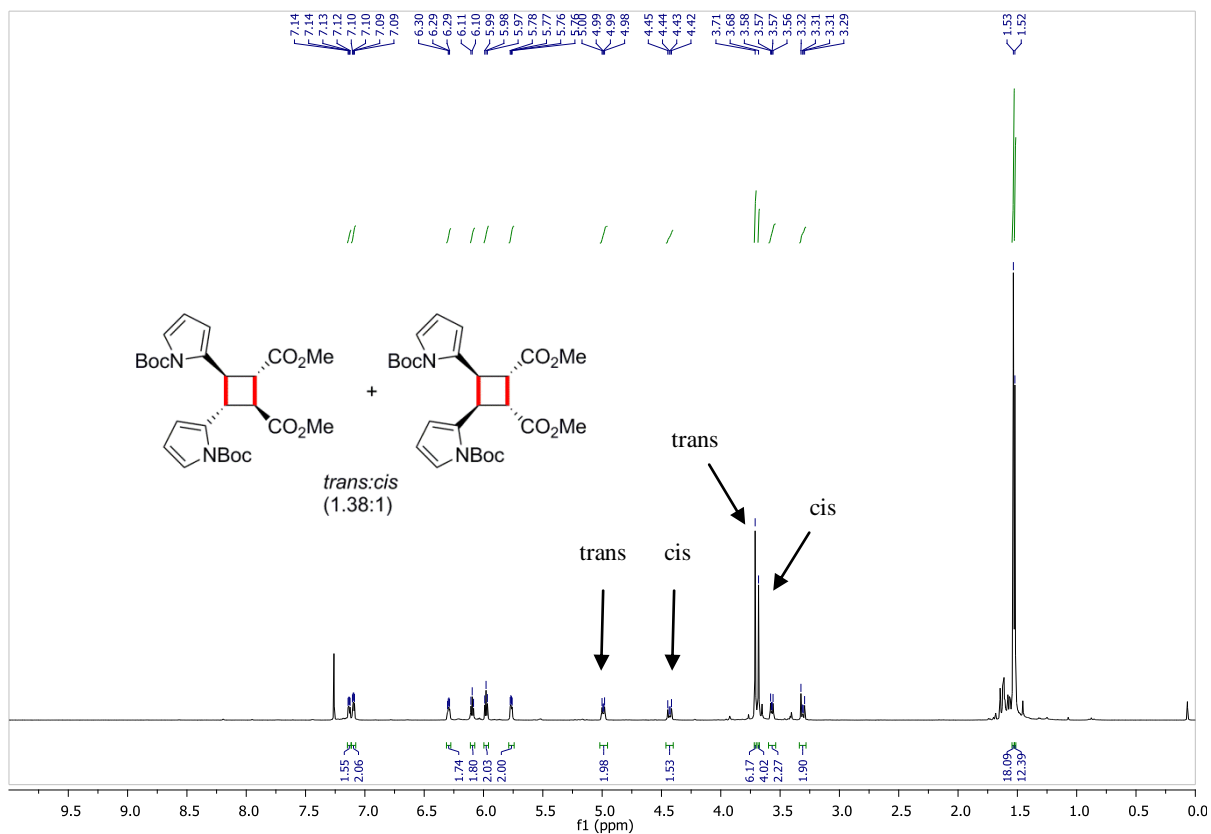 7.14 7.14 7.13 7.12 7.10 7.10 7.09 7.09 6.30 6.29 6.29 6.11 6.10 5.99 5.98 5.97 5.78 5.77 5.76 5.76 5.00 4.99 4.99 4.98 4.45 4.44 4.43 4.42 3.71 3.68 3.58 3.57 3.57 3.56 3.32 3.31 3.31 3.29 1.53 1.52
BocN
CO2Me
CO2Me
NBoc
+
BocN
CO2Me
CO2Me
NBoc
trans:cis
(1.38:1)
trans
cis
trans
cis
1.55 2.06 1.74 1.80 2.03 2.00 1.98 1.53 6.17 4.02 2.27 1.90 18.09 12.39
9.5 9.0 8.5 8.0 7.5 7.0 6.5 6.0 5.5 5.0 4.5 4.0 3.5 3.0 2.5 2.0 1.5 1.0 0.5 0.0
f1 (ppm)